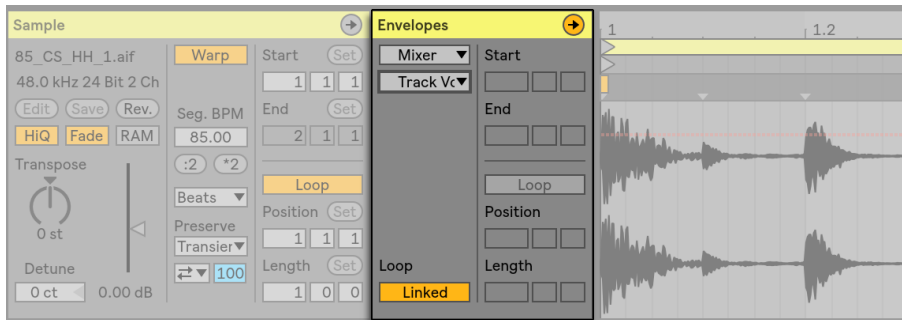 Sample
85_CS_HH_1.aif
48.0 kHz 24 Bit 2 Ch
Edit Save Rev.
HiQ Fade RAM
Transpose
0 st
Detune
0 ct 0.00 dB
Warp
Seg. BPM
85.00
:2 *2
Beats
Preserve
Transier
100
Start Set
1 1 1
End Set
2 1 1
Loop
Position Set
1 1 1
Length Set
1 0 0
Envelopes
Mixer
Track Vc
Loop
Linked
Start
End
Loop
Position
Length
1 1.2